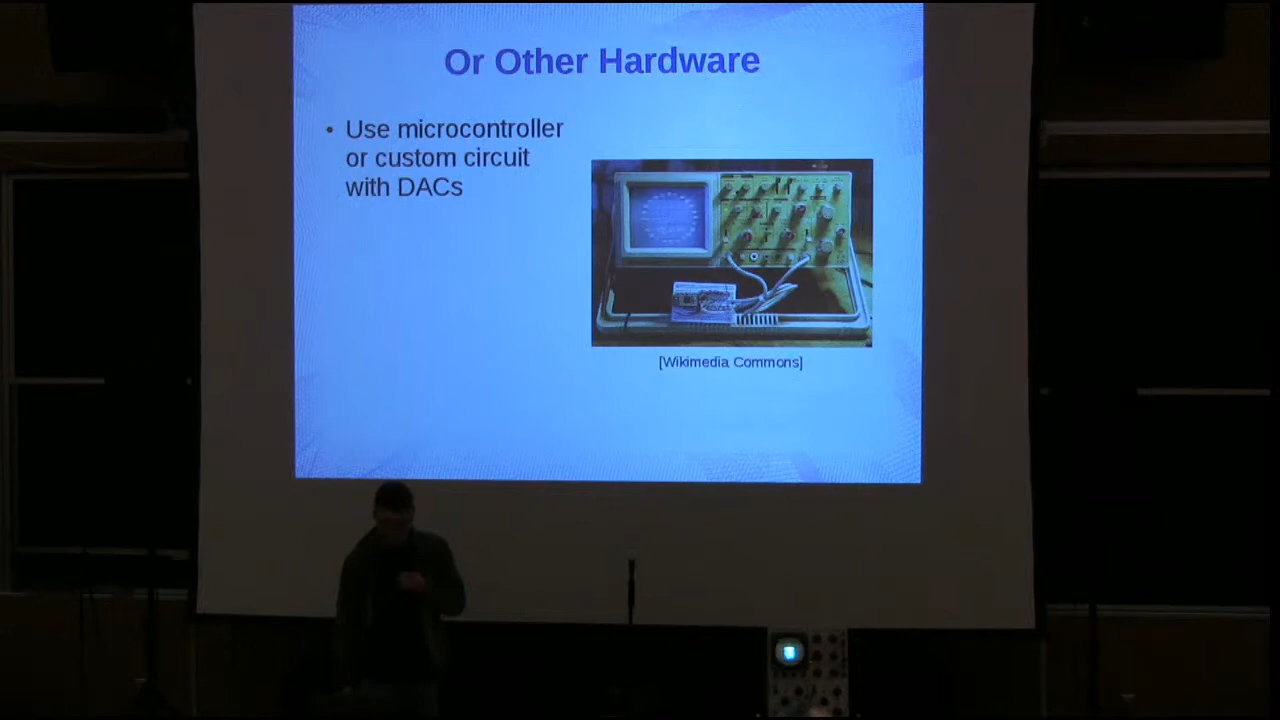 Or Other Hardware
• Use microcontroller
or custom circuit
with DACs
[Wikimedia Commons]